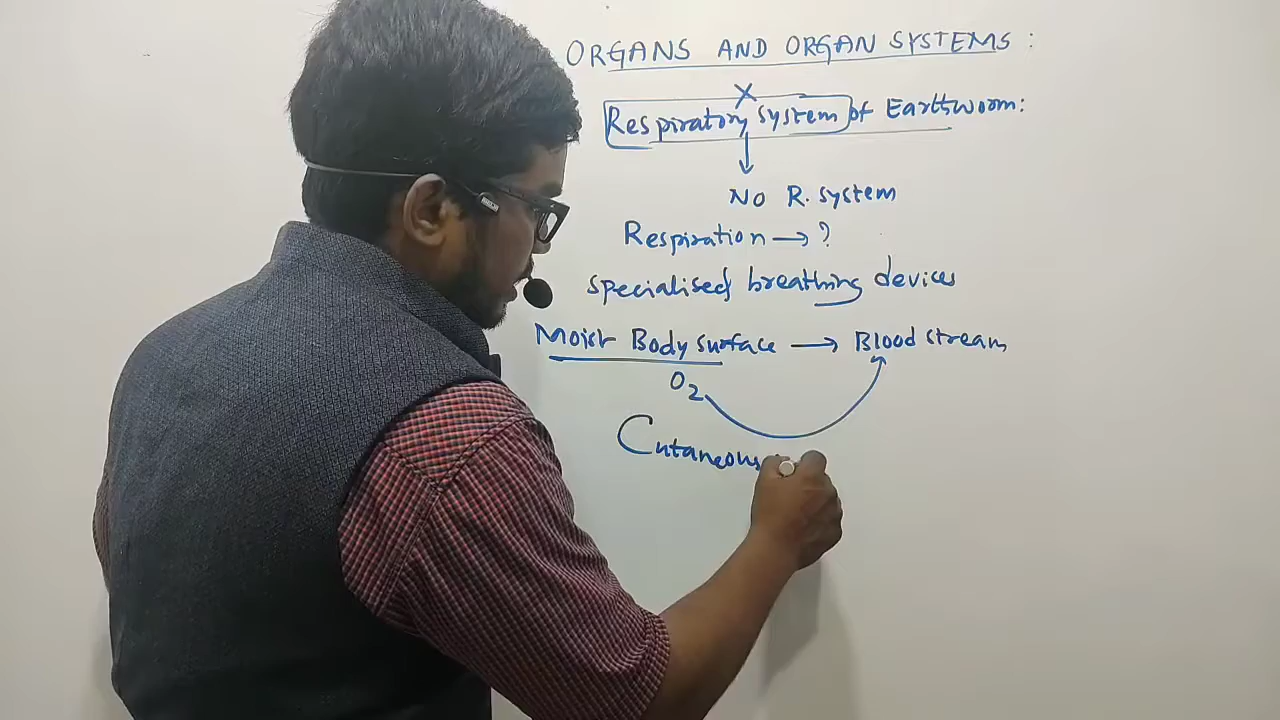 ORGANS AND ORGAN SYSTEMS :
X
Respiratory system of Earthworm:
No R. system
Respiration → ?
specialised breathing devices
Moist Body surface → Blood stream
O2
Cutaneous